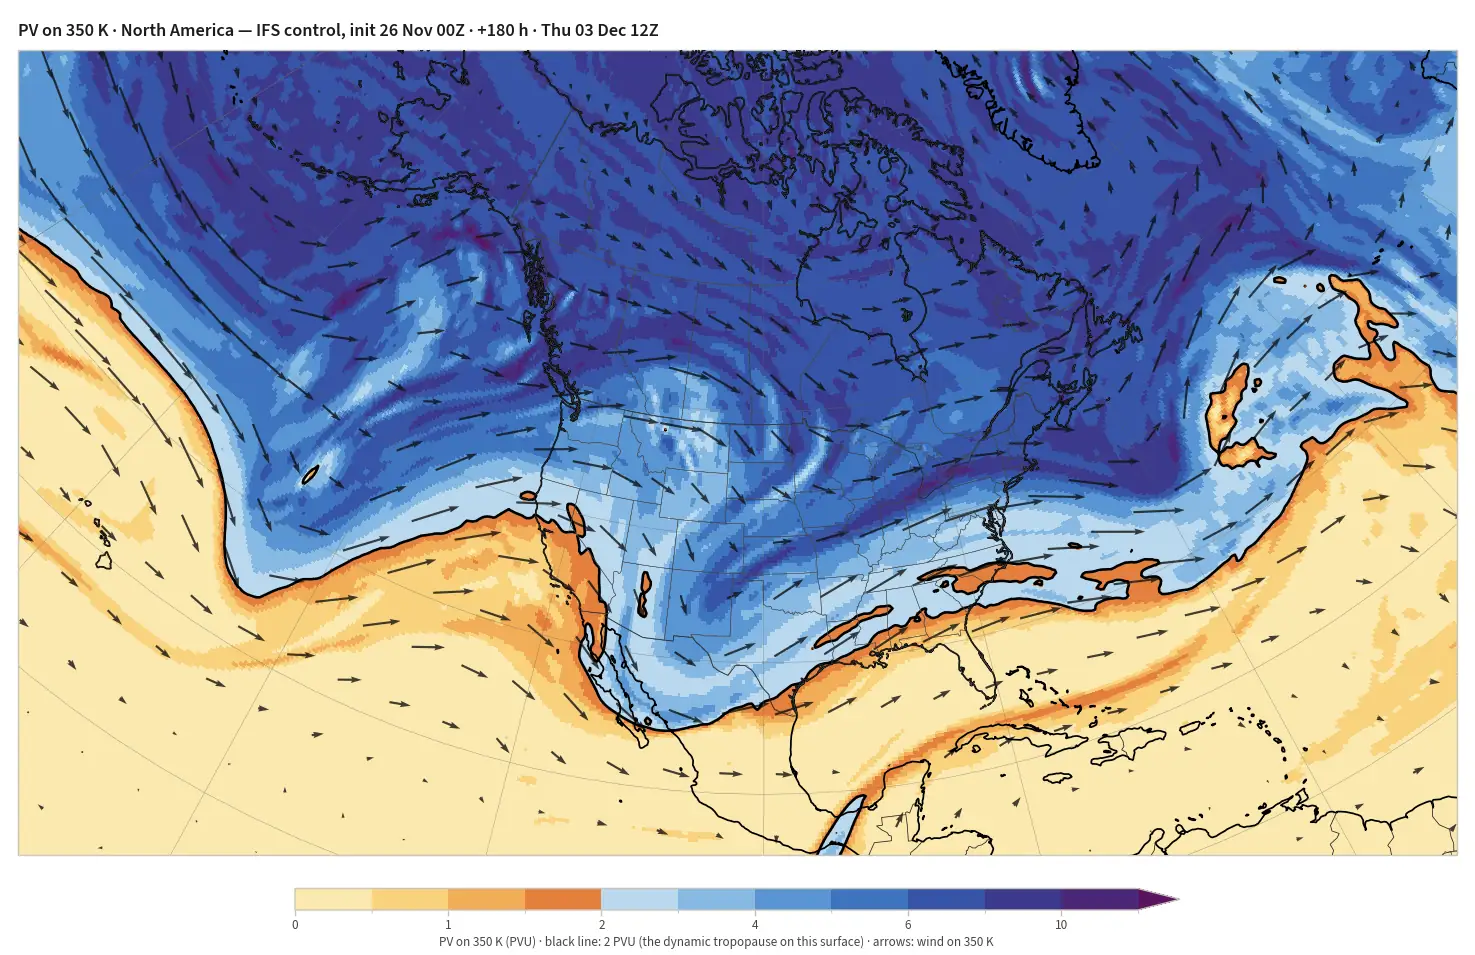 PV on 350 K · North America — IFS control, init 26 Nov 00Z · +180 h · Thu 03 Dec 12Z
0 1 2 4 6 10
PV on 350 K (PVU) · black line: 2 PVU (the dynamic tropopause on this surface) · arrows: wind on 350 K